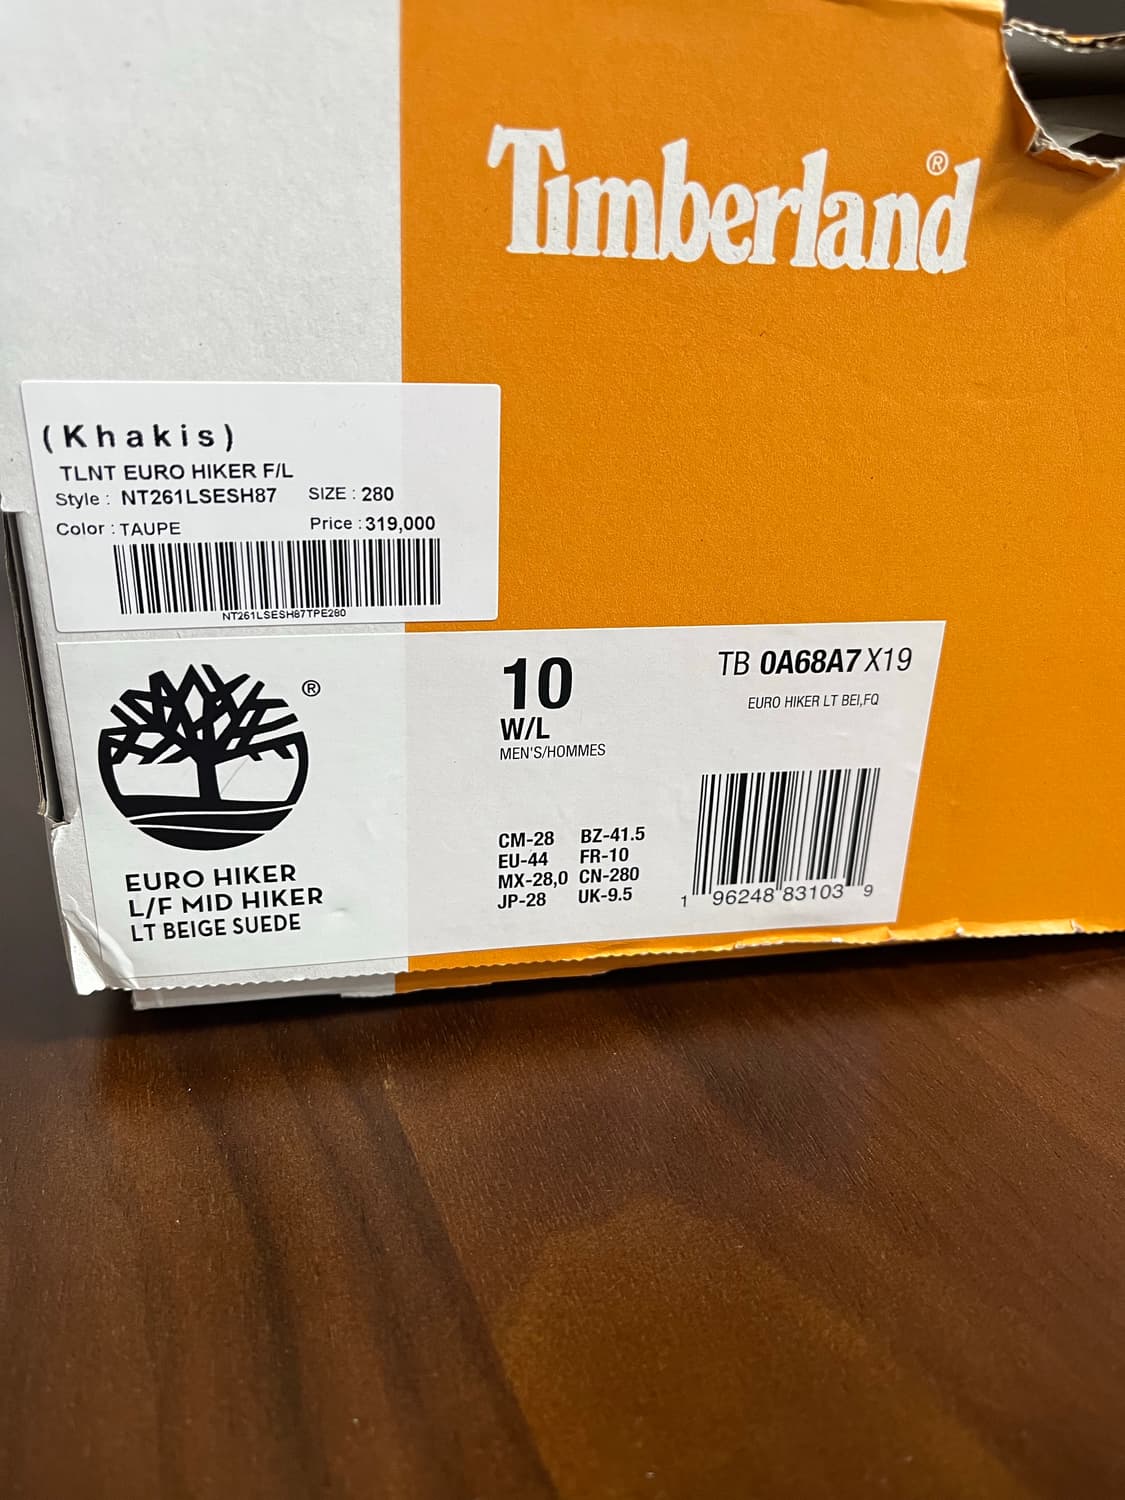 Timberland®
(Khakis)
TLNT EURO HIKER F/L
Style : NT261LSESH87 SIZE : 280
Color : TAUPE Price : 319,000
NT261LSESH87TPE280
®
EURO HIKER
L/F MID HIKER
LT BEIGE SUEDE
10
W/L
MEN'S/HOMMES
CM-28 BZ-41.5
EU-44 FR-10
MX-28,0 CN-280
JP-28 UK-9.5
TB 0A68A7 X19
EURO HIKER LT BEI,FQ
1 96248 83103 9